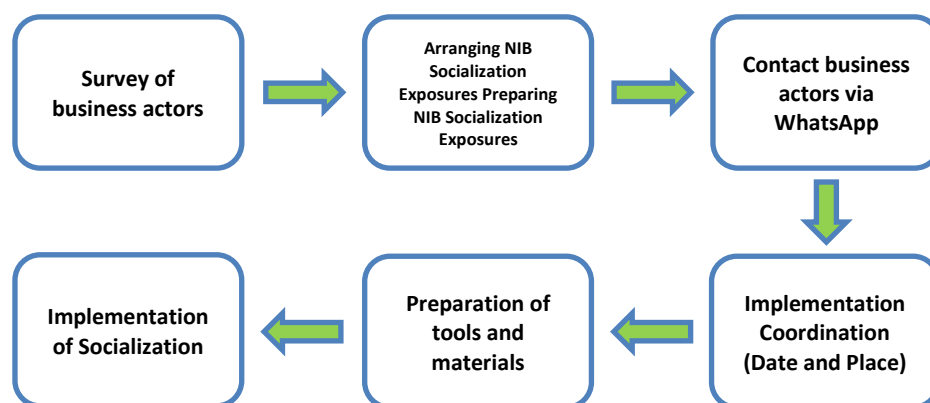 Survey of
business actors
Arranging NIB
Socialization
Exposures Preparing
NIB Socialization
Exposures
Contact business
actors via
WhatsApp
Implementation
Coordination
(Date and Place)
Preparation of
tools and
materials
Implementation
of Socialization